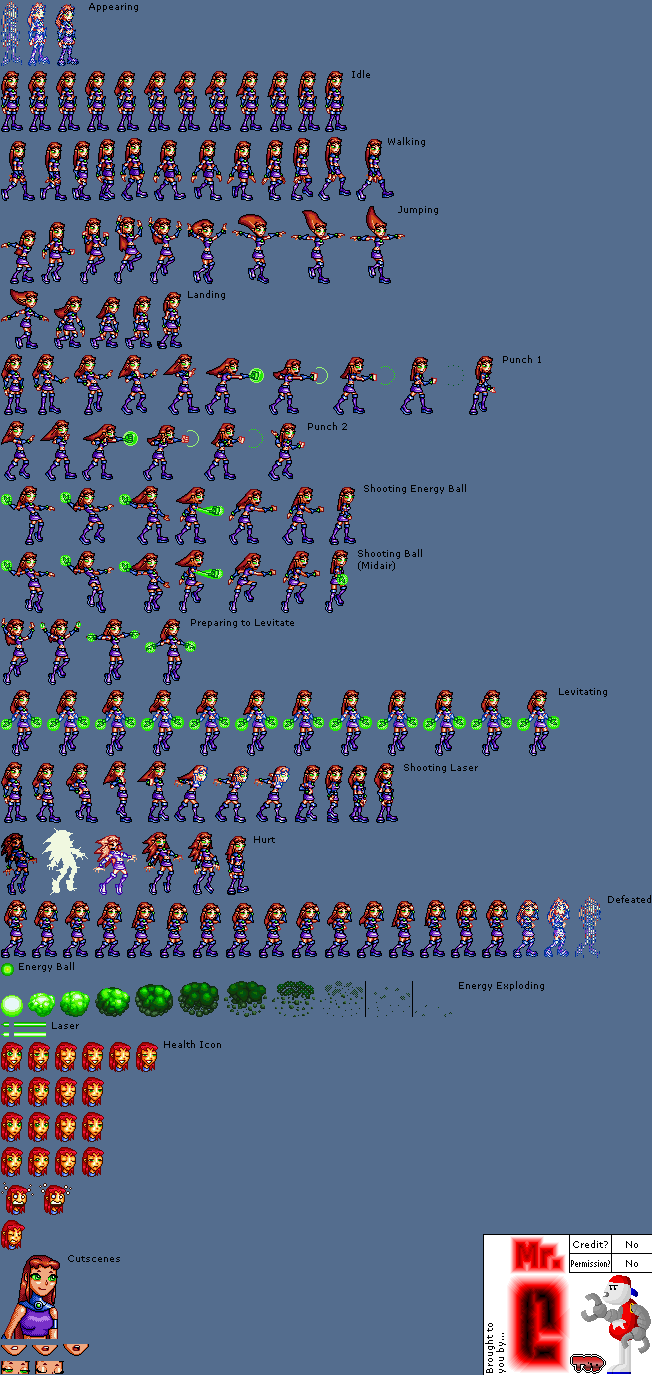 Appearing
Idle
Walking
Jumping
Landing
Punch 1
Punch 2
Shooting Energy Ball
Shooting Ball
(Midair)
Preparing to Levitate
Levitating
Shooting Laser
Hurt
Defeated
Energy Ball
Energy Exploding
Laser
Health Icon
Cutscenes
Brought to
you by...
Mr.
C
Credit? No
Permission? No